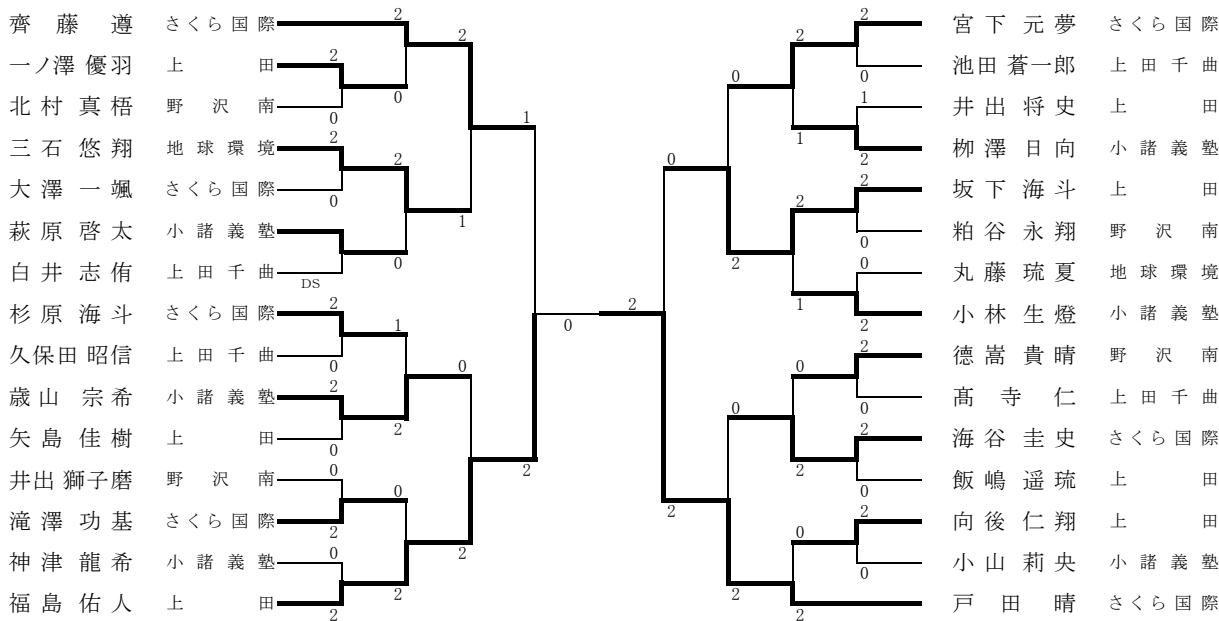 齊藤 遵 さくら国際
一ノ澤 優羽 上田
北村 真梧 野沢南
三石 悠翔 地球環境
大澤 一颯 さくら国際
萩原 啓太 小諸義塾
白井 志侑 上田千曲
杉原 海斗 さくら国際
久保田 昭信 上田千曲
歳山 宗希 小諸義塾
矢島 佳樹 上田
井出 獅子磨 野沢南
滝澤 功基 さくら国際
神津 龍希 小諸義塾
福島 佑人 上田
2
2
0
2
0
DS
2
0
2
0
0
2
0
2
2
0
2
0
1
2
0
2
2
1
0
2
1
2
0
2
0
2
0
2
2
0
0
2
2
1
2
1
0
2
0
2
2
0
1
2
2
0
0
2
2
0
2
0
2
0
宮下 元夢 さくら国際
池田 蒼一郎 上田千曲
井出 将史 上田
栁澤 日向 小諸義塾
坂下 海斗 上田
粕谷 永翔 野沢南
丸藤 琉夏 地球環境
小林 生燈 小諸義塾
德嵩 貴晴 野沢南
髙寺 仁 上田千曲
海谷 圭史 さくら国際
飯嶋 遥琉 上田
向後 仁翔 上田
小山 莉央 小諸義塾
戸田 晴 さくら国際